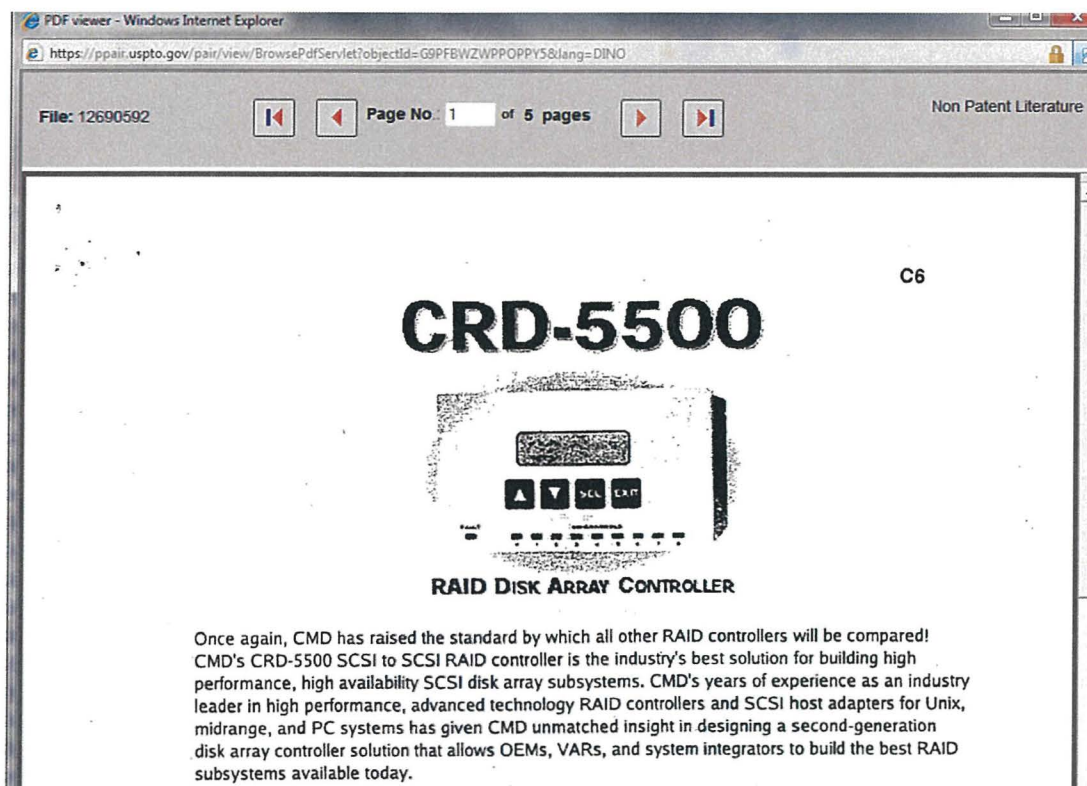 PDF viewer - Windows Internet Explorer
https://ppair.uspto.gov/pair/view/BrowsePdfServlet?objectId=G9PFBWZWPPOPPY5&lang=DINO
File: 12690592
Page No.: 1 of 5 pages
Non Patent Literature
C6
CRD-5500
SEL EXIT
FAULT
RAID DISK ARRAY CONTROLLER
Once again, CMD has raised the standard by which all other RAID controllers will be compared!
CMD's CRD-5500 SCSI to SCSI RAID controller is the industry's best solution for building high
performance, high availability SCSI disk array subsystems. CMD's years of experience as an industry
leader in high performance, advanced technology RAID controllers and SCSI host adapters for Unix,
midrange, and PC systems has given CMD unmatched insight in designing a second-generation
disk array controller solution that allows OEMs, VARs, and system integrators to build the best RAID
subsystems available today.